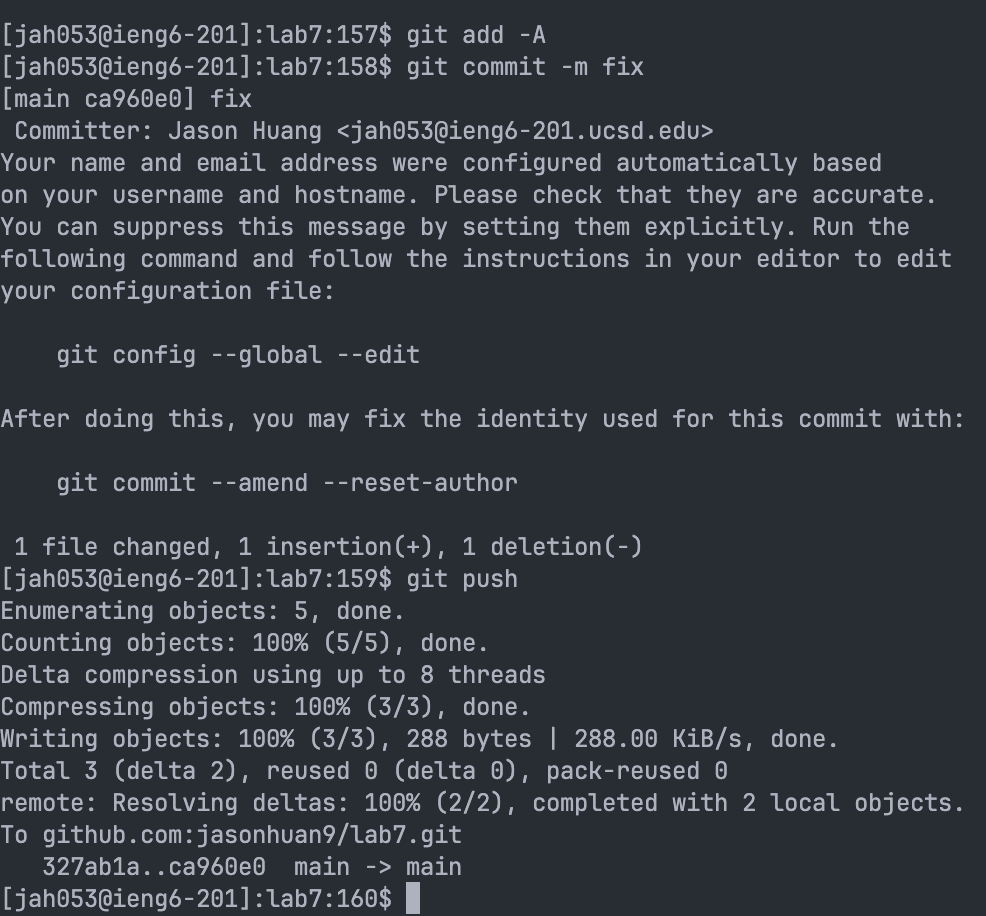 [jah053@ieng6-201]:lab7:157$ git add -A
[jah053@ieng6-201]:lab7:158$ git commit -m fix
[main ca960e0] fix
 Committer: Jason Huang <jah053@ieng6-201.ucsd.edu>
Your name and email address were configured automatically based
on your username and hostname. Please check that they are accurate.
You can suppress this message by setting them explicitly. Run the
following command and follow the instructions in your editor to edit
your configuration file:

    git config --global --edit

After doing this, you may fix the identity used for this commit with:

    git commit --amend --reset-author

 1 file changed, 1 insertion(+), 1 deletion(-)
[jah053@ieng6-201]:lab7:159$ git push
Enumerating objects: 5, done.
Counting objects: 100% (5/5), done.
Delta compression using up to 8 threads
Compressing objects: 100% (3/3), done.
Writing objects: 100% (3/3), 288 bytes | 288.00 KiB/s, done.
Total 3 (delta 2), reused 0 (delta 0), pack-reused 0
remote: Resolving deltas: 100% (2/2), completed with 2 local objects.
To github.com:jasonhuan9/lab7.git
   327ab1a..ca960e0  main -> main
[jah053@ieng6-201]:lab7:160$